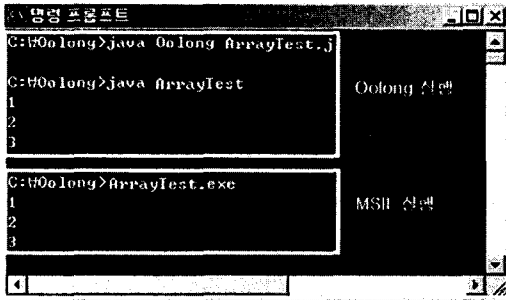 명령 프롬프트
C:\Oolong>java Oolong ArrayTest.j
C:\Oolong>java ArrayTest
1
2
3
Oolong 실행
C:\Oolong>ArrayTest.exe
1
2
3
MSIL 실행